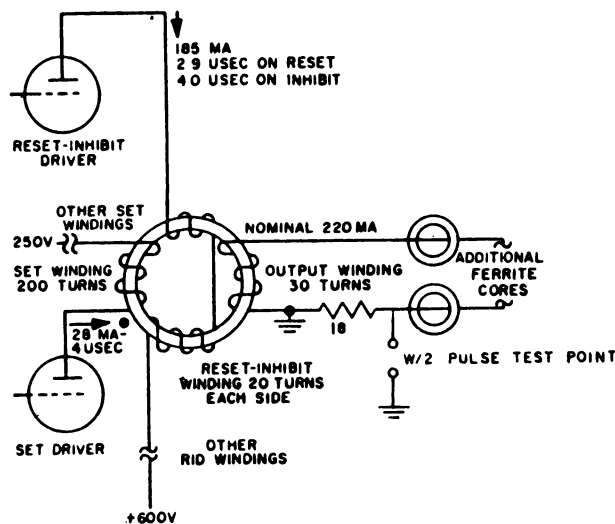 185 MA
2.9 USEC ON RESET
4.0 USEC ON INHIBIT
RESET-INHIBIT
DRIVER
OTHER SET
WINDINGS
NOMINAL 220 MA
250V
SET WINDING
200 TURNS
OUTPUT WINDING
30 TURNS
ADDITIONAL
FERRITE
CORES
28 MA-
4USEC
18
W/2 PULSE TEST POINT
RESET-INHIBIT
WINDING 20 TURNS
EACH SIDE
SET DRIVER
OTHER
RID WINDINGS
+600V